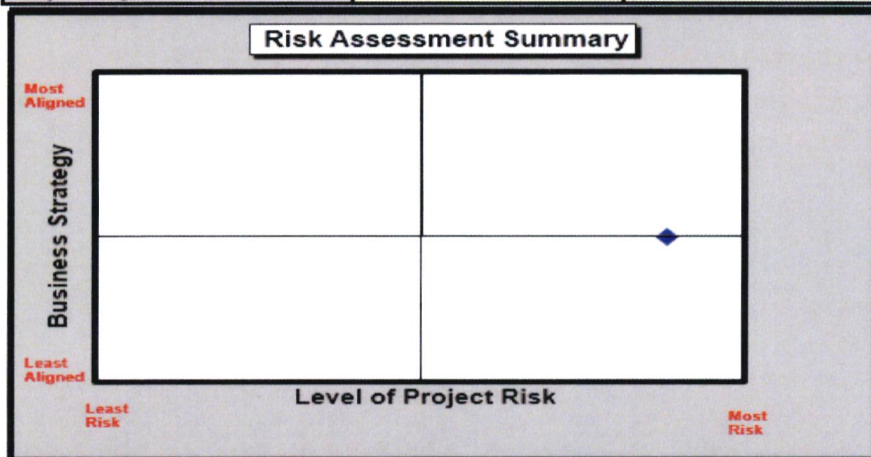 Risk Assessment Summary
Most
Aligned
Business Strategy
Least
Aligned
Level of Project Risk
Least
Risk
Most
Risk